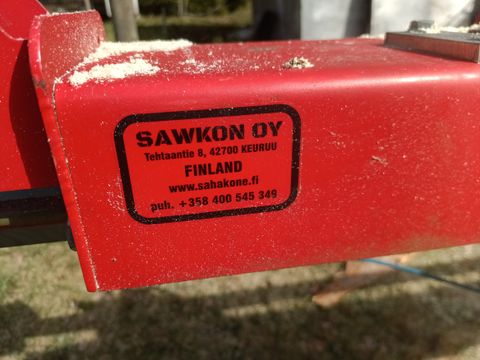 SAWKON OY
Tehtaantie 8, 42700 KEURUU
FINLAND
www.sahakone.fi
puh. +358 400 545 349